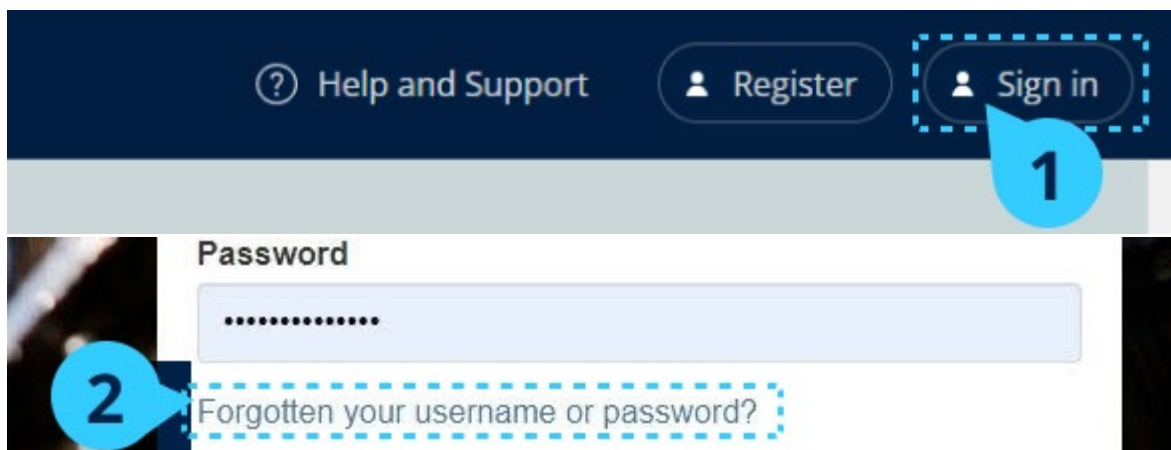 Help and Support Register Sign in
1
Password
••••••••••••••
2 Forgotten your username or password?